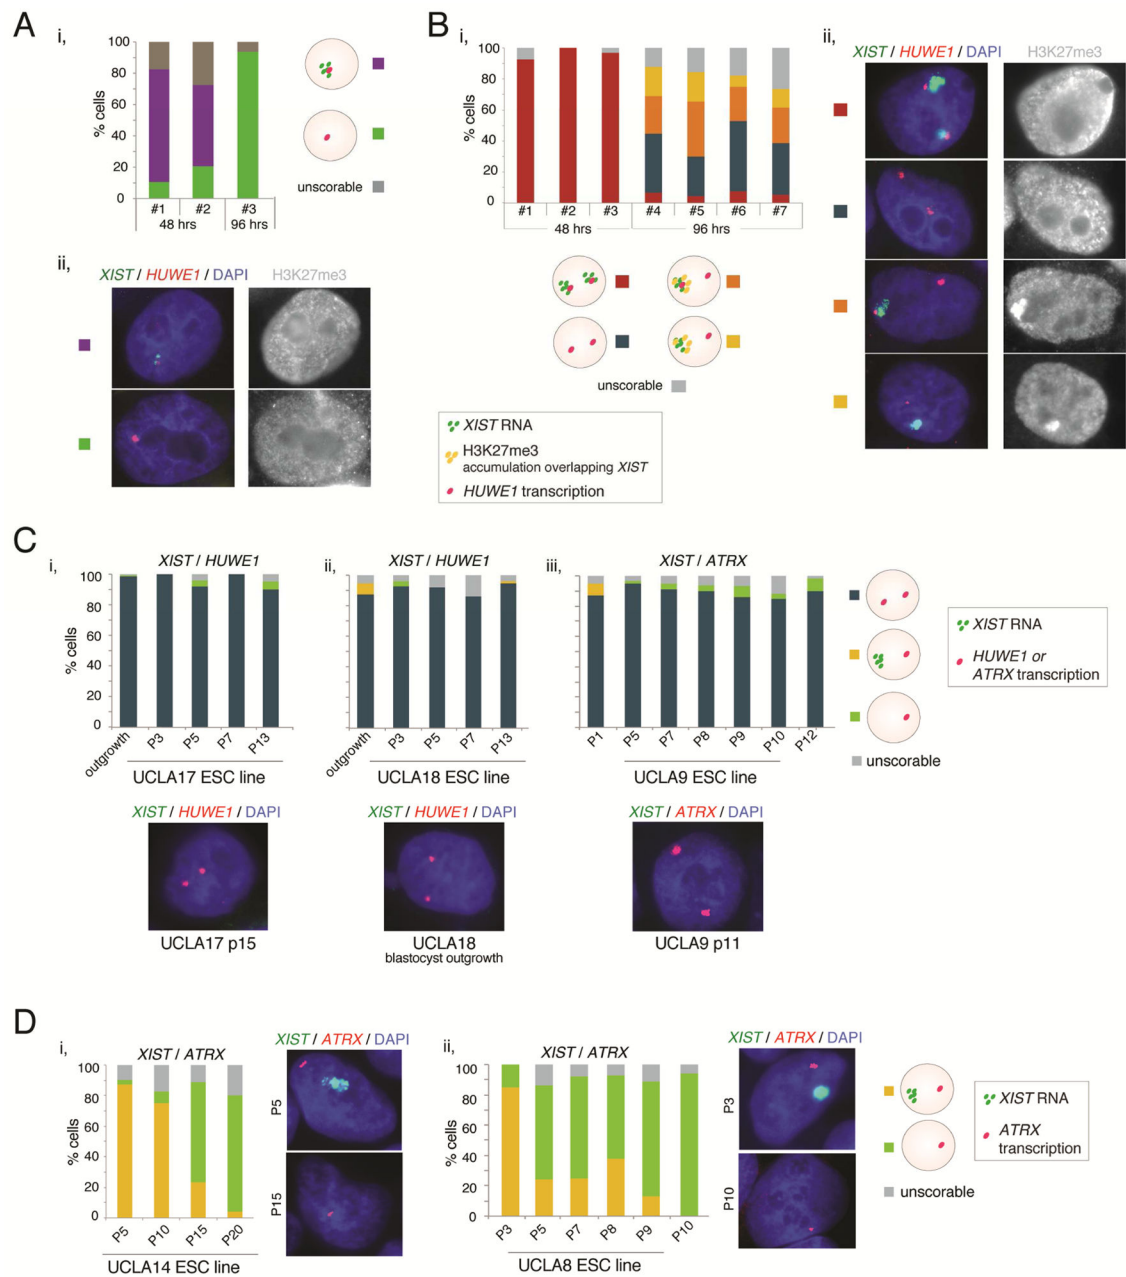 A
i,
% cells
100
80
60
40
20
0
#1 #2 #3
48 hrs 96 hrs
unscorable
ii,
XIST / HUWE1 / DAPI H3K27me3
B
i,
% cells
100
80
60
40
20
0
#1 #2 #3 #4 #5 #6 #7
48 hrs 96 hrs
unscorable
XIST RNA
H3K27me3
accumulation overlapping XIST
HUWE1 transcription
ii,
XIST / HUWE1 / DAPI H3K27me3
C
i,
XIST / HUWE1
% cells
100
80
60
40
20
0
outgrowth P3 P5 P7 P13
UCLA17 ESC line
ii,
XIST / HUWE1
outgrowth P3 P5 P7 P13
UCLA18 ESC line
iii,
XIST / ATRX
P1 P5 P7 P8 P9 P10 P12
UCLA9 ESC line
unscorable
XIST RNA
HUWE1 or
ATRX transcription
XIST / HUWE1 / DAPI
UCLA17 p15
XIST / HUWE1 / DAPI
UCLA18
blastocyst outgrowth
XIST / ATRX / DAPI
UCLA9 p11
D
i,
XIST / ATRX
% cells
100
80
60
40
20
0
P5 P10 P15 P20
UCLA14 ESC line
XIST / ATRX / DAPI
P5
P15
ii,
XIST / ATRX
% cells
100
80
60
40
20
0
P3 P5 P7 P8 P9 P10
UCLA8 ESC line
XIST / ATRX / DAPI
P3
P10
unscorable
XIST RNA
ATRX
transcription